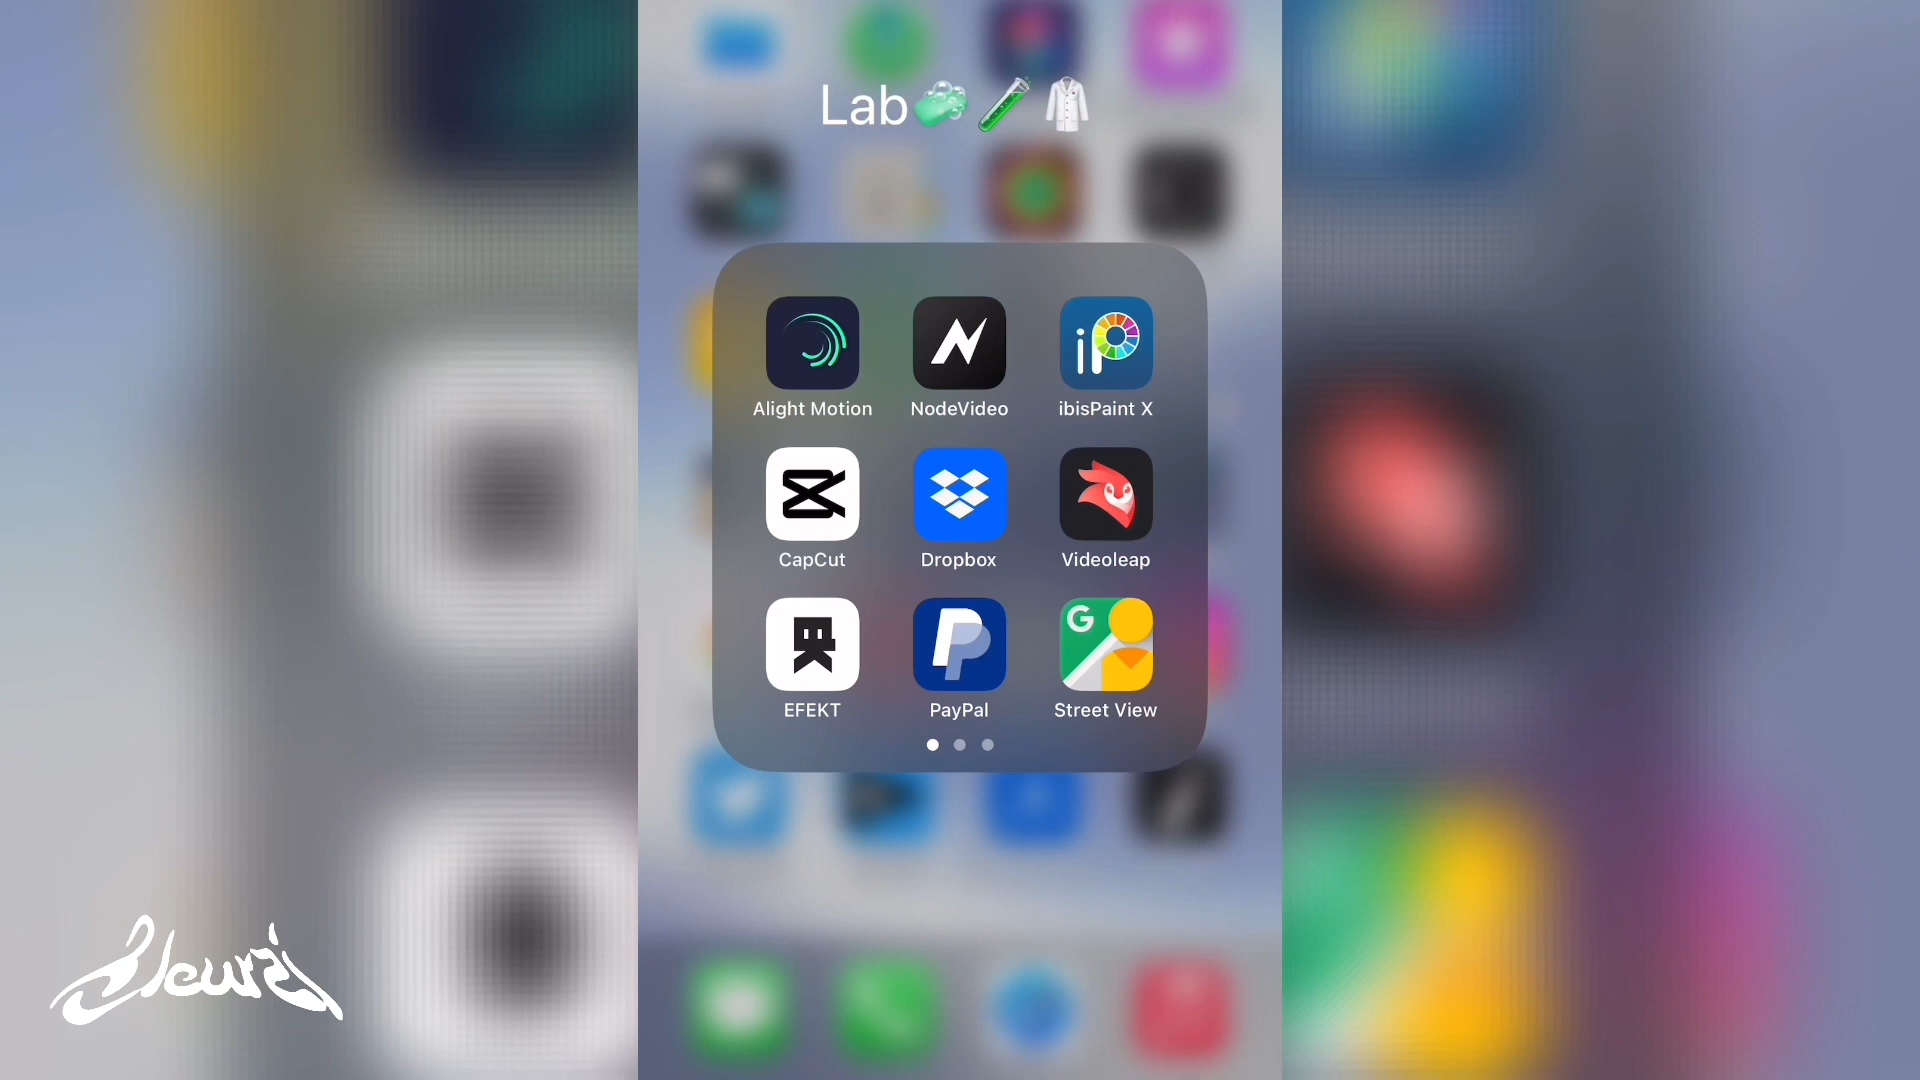 Lab🧼🧪🥼
Alight Motion
NodeVideo
ibisPaint X
CapCut
Dropbox
Videoleap
EFEKT
PayPal
Street View